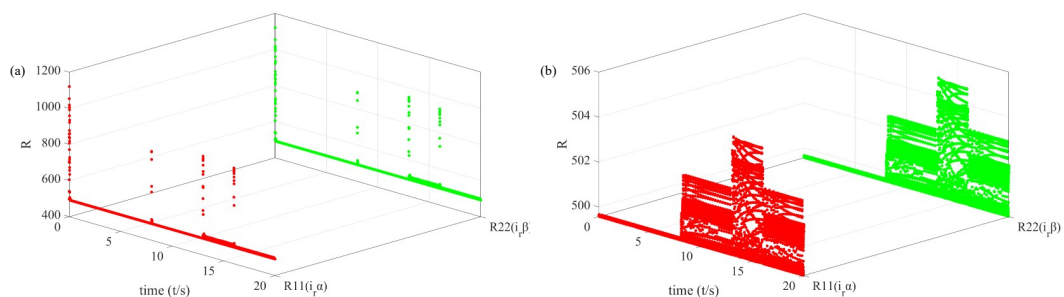 (a)
1200
1000
800
600
400
R
0
5
10
15
20
time (t/s)
R11(i_rα)
R22(i_rβ
(b)
506
504
502
500
R
0
5
10
15
20
time (t/s)
R11(i_rα)
R22(i_rβ)